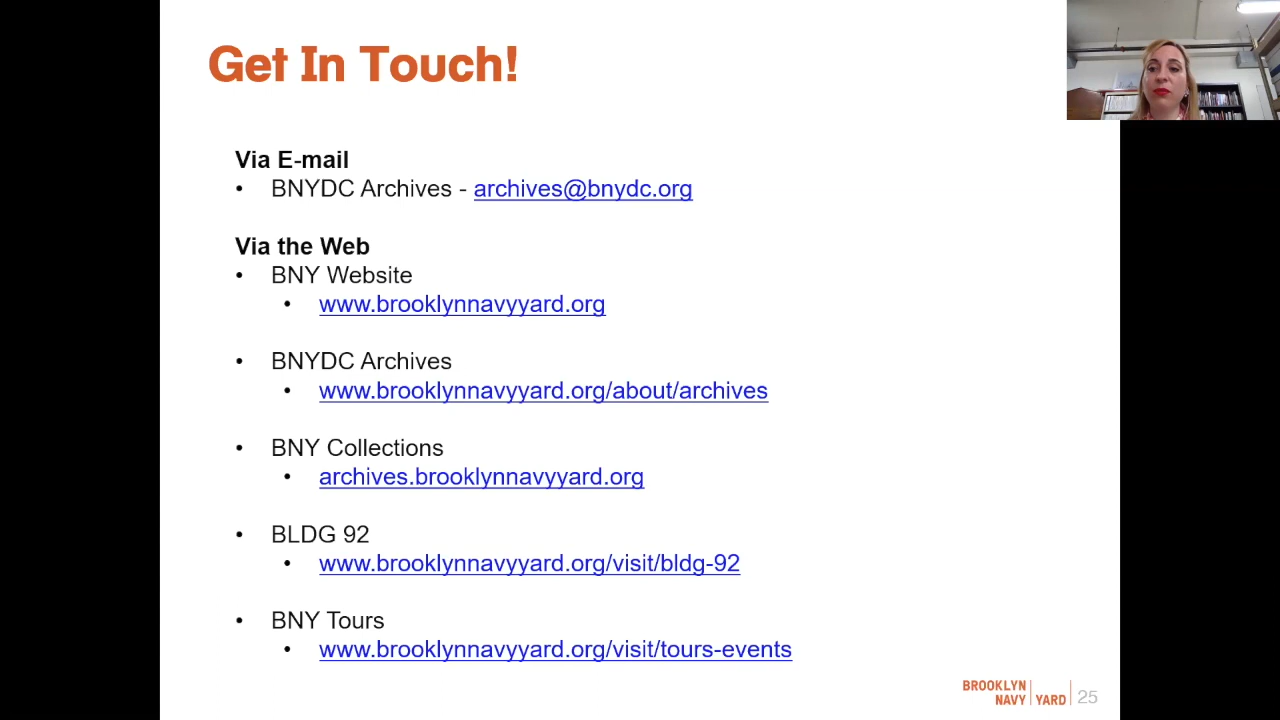 Get In Touch!
Via E-mail
• BNYDC Archives - archives@bnydc.org
Via the Web
• BNY Website
• www.brooklynnavyyard.org
• BNYDC Archives
• www.brooklynnavyyard.org/about/archives
• BNY Collections
• archives.brooklynnavyyard.org
• BLDG 92
• www.brooklynnavyyard.org/visit/bldg-92
• BNY Tours
• www.brooklynnavyyard.org/visit/tours-events
BROOKLYN
NAVY YARD 25